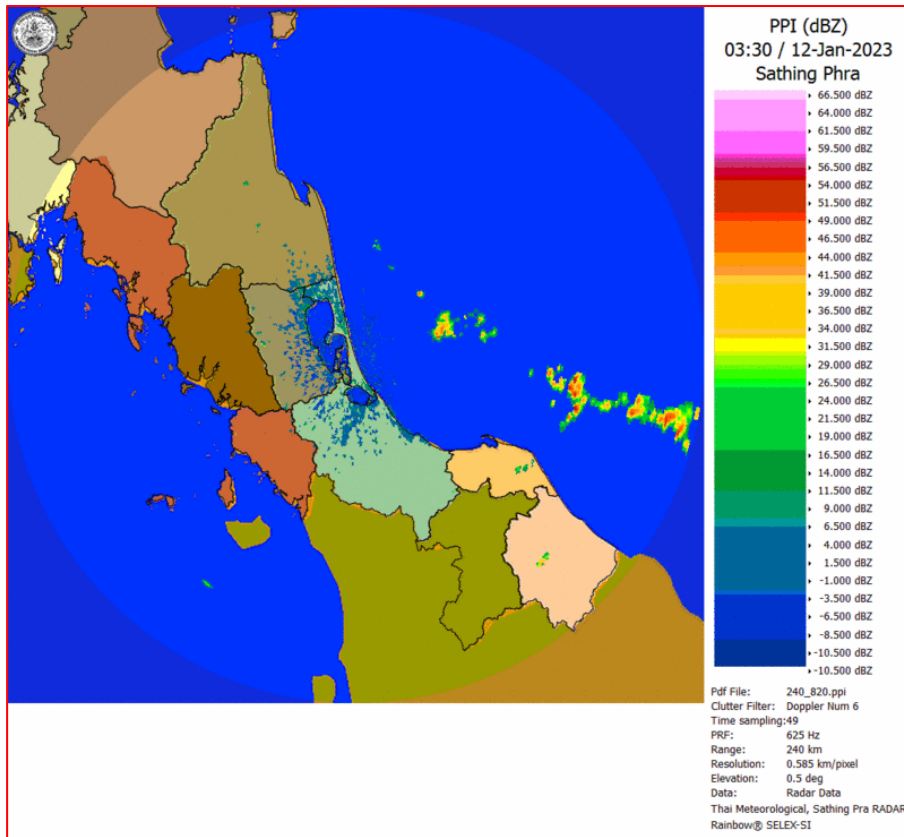 PPI (dBZ)
03:30 / 12-Jan-2023
Sathing Phra
66.500 dBZ
64.000 dBZ
61.500 dBZ
59.500 dBZ
56.500 dBZ
54.000 dBZ
51.500 dBZ
49.000 dBZ
46.500 dBZ
44.000 dBZ
41.500 dBZ
39.000 dBZ
36.500 dBZ
34.000 dBZ
31.500 dBZ
29.000 dBZ
26.500 dBZ
24.000 dBZ
21.500 dBZ
19.000 dBZ
16.500 dBZ
14.000 dBZ
11.500 dBZ
9.000 dBZ
6.500 dBZ
4.000 dBZ
1.500 dBZ
-1.000 dBZ
-3.500 dBZ
-6.500 dBZ
-8.500 dBZ
-10.500 dBZ
-10.500 dBZ
Pdf File: 240_820.ppi
Clutter Filter: Doppler Num 6
Time sampling:49
PRF: 625 Hz
Range: 240 km
Resolution: 0.585 km/pixel
Elevation: 0.5 deg
Data: Radar Data
Thai Meteorological, Sathing Pra RADAR
Rainbow® SELEX-SI